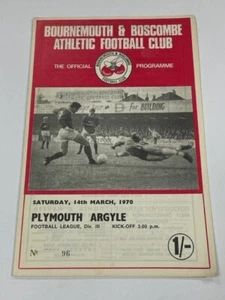 BOURNEMOUTH & BOSCOMBE
ATHLETIC FOOTBALL CLUB
THE OFFICIAL PROGRAMME
for BUILDING
SATURDAY, 14th MARCH, 1970
PLYMOUTH ARGYLE
FOOTBALL LEAGUE, Div. III KICK-OFF 3.00 p.m.
1/-
No 96